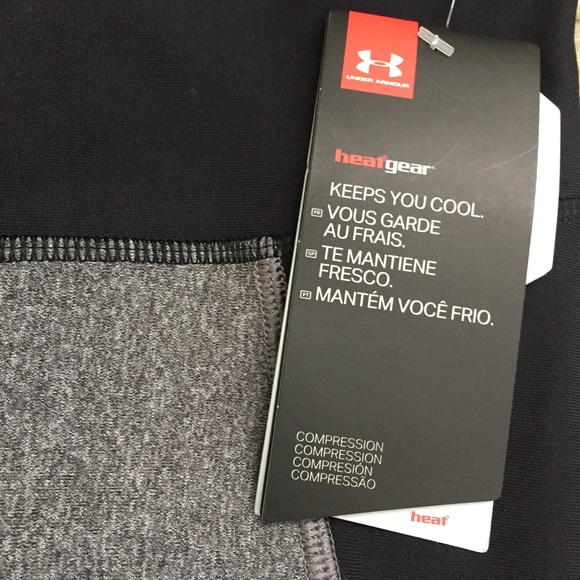 UNDER ARMOUR
heatgear
KEEPS YOU COOL.
FR VOUS GARDE
AU FRAIS.
SP TE MANTIENE
FRESCO.
PT MANTÉM VOCÊ FRIO.
COMPRESSION
COMPRESSION
COMPRESIÓN
COMPRESSÃO
heat